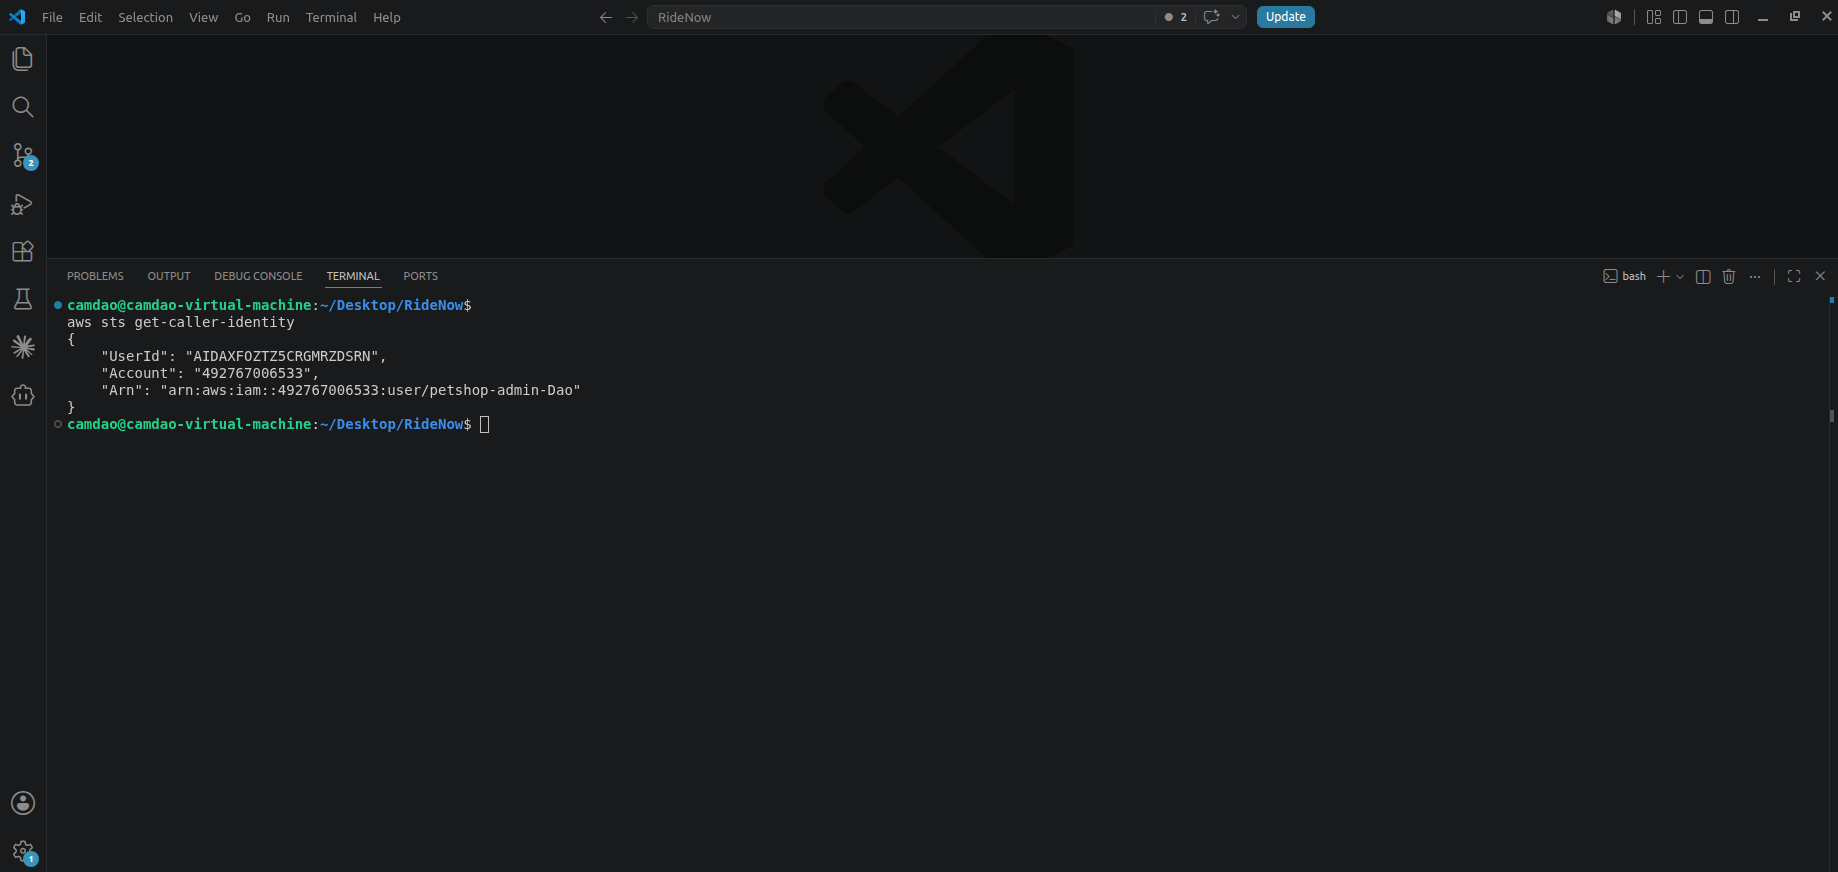 File Edit Selection View Go Run Terminal Help RideNow 2 Update
2
PROBLEMS OUTPUT DEBUG CONSOLE TERMINAL PORTS bash
camdao@camdao-virtual-machine:~/Desktop/RideNow$
aws sts get-caller-identity
{
    "UserId": "AIDAXFOZTZ5CRGMRZDSRN",
    "Account": "492767006533",
    "Arn": "arn:aws:iam::492767006533:user/petshop-admin-Dao"
}
camdao@camdao-virtual-machine:~/Desktop/RideNow$
1